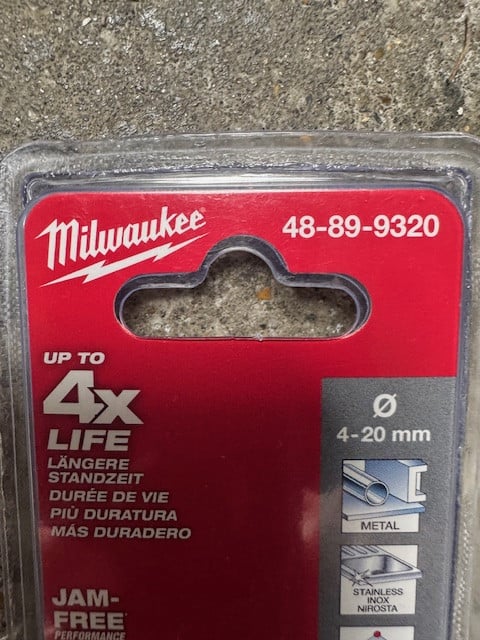 Milwaukee
48-89-9320
UP TO
4X
LIFE
LÄNGERE
STANDZEIT
DURÉE DE VIE
PIÙ DURATURA
MÁS DURADERO
JAM-
FREE
PERFORMANCE
Ø
4-20 mm
METAL
STAINLESS
INOX
NIROSTA